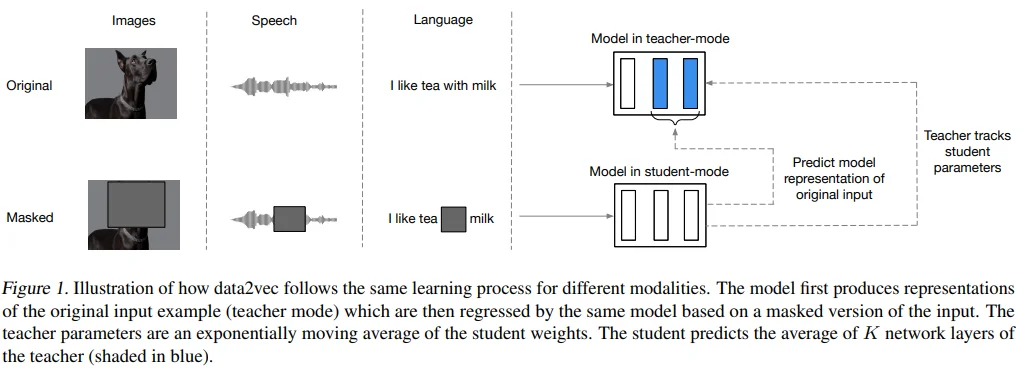 Images
Speech
Language
Model in teacher-mode
Original
I like tea with milk
Teacher tracks
student
parameters
Predict model
representation of
original input
Model in student-mode
Masked
I like tea milk
Figure 1. Illustration of how data2vec follows the same learning process for different modalities. The model first produces representations
of the original input example (teacher mode) which are then regressed by the same model based on a masked version of the input. The
teacher parameters are an exponentially moving average of the student weights. The student predicts the average of K network layers of
the teacher (shaded in blue).